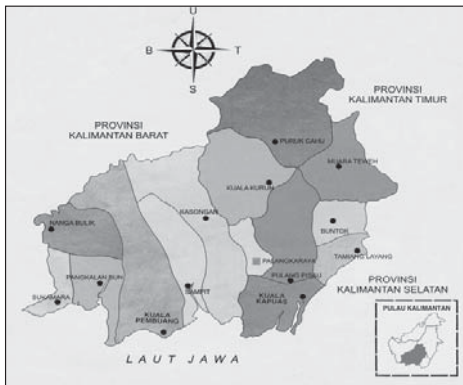 U
B
T
S
PROVINSI
KALIMANTAN TIMUR
PROVINSI
KALIMANTAN BARAT
PURUK CAHU
MUARA TEWEH
KUALA KURUN
KASONGAN
BUNTOK
NANGA BULIK
TAMIANG LAYANG
PALANGKARAYA
PANGKALAN BUN
PULANG PISAU
SUKAMARA
SAMPIT
KUALA
KAPUAS
PROVINSI
KALIMANTAN SELATAN
KUALA
PEMBUANG
PULAU KALIMANTAN
LAUT JAWA